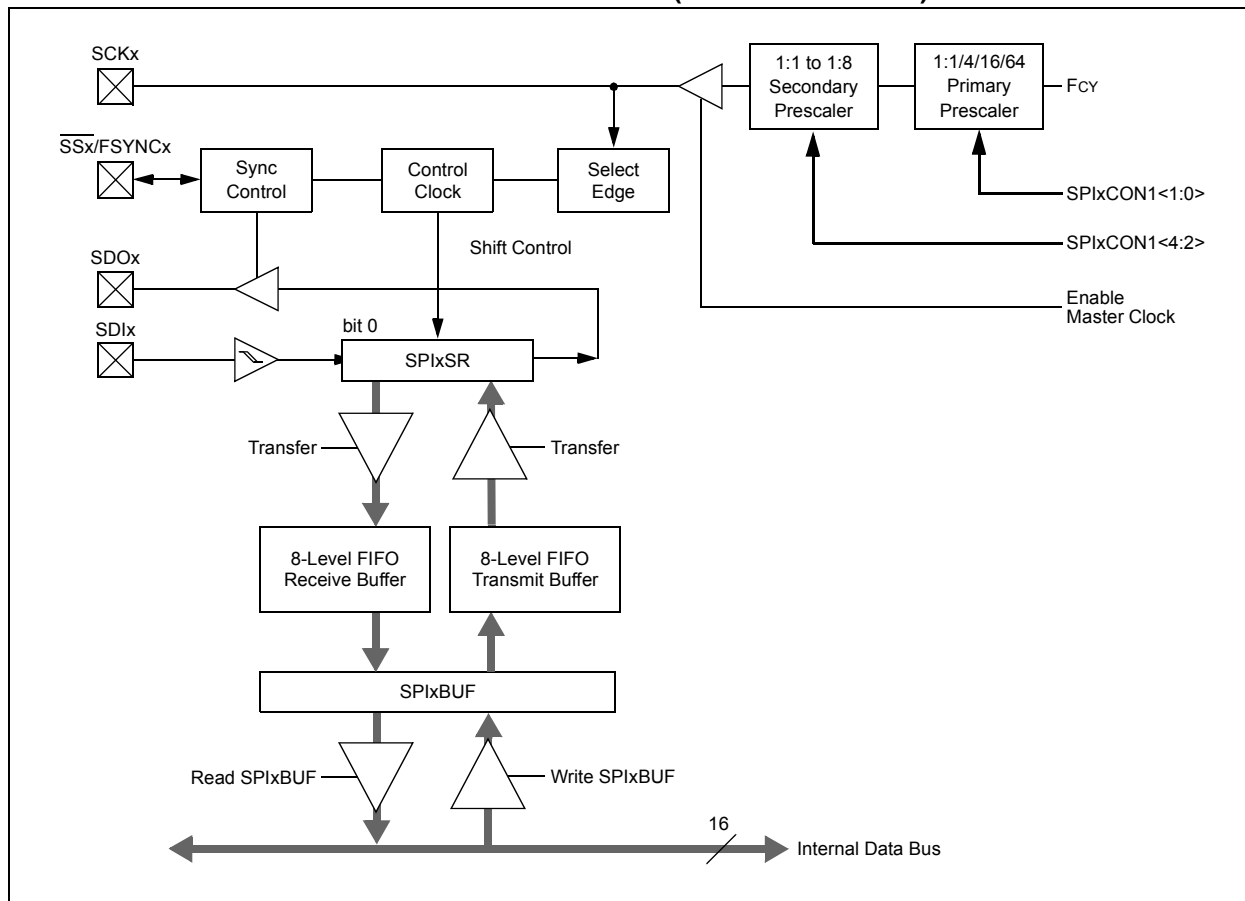 SCKx
1:1 to 1:8
Secondary
Prescaler
1:1/4/16/64
Primary
Prescaler
FCY
SSx/FSYNCx
Sync
Control
Control
Clock
Select
Edge
SPIxCON1<1:0>
Shift Control
SPIxCON1<4:2>
SDOx
Enable
Master Clock
SDIx
bit 0
SPIxSR
Transfer
Transfer
8-Level FIFO
Receive Buffer
8-Level FIFO
Transmit Buffer
SPIxBUF
Read SPIxBUF
Write SPIxBUF
16
Internal Data Bus